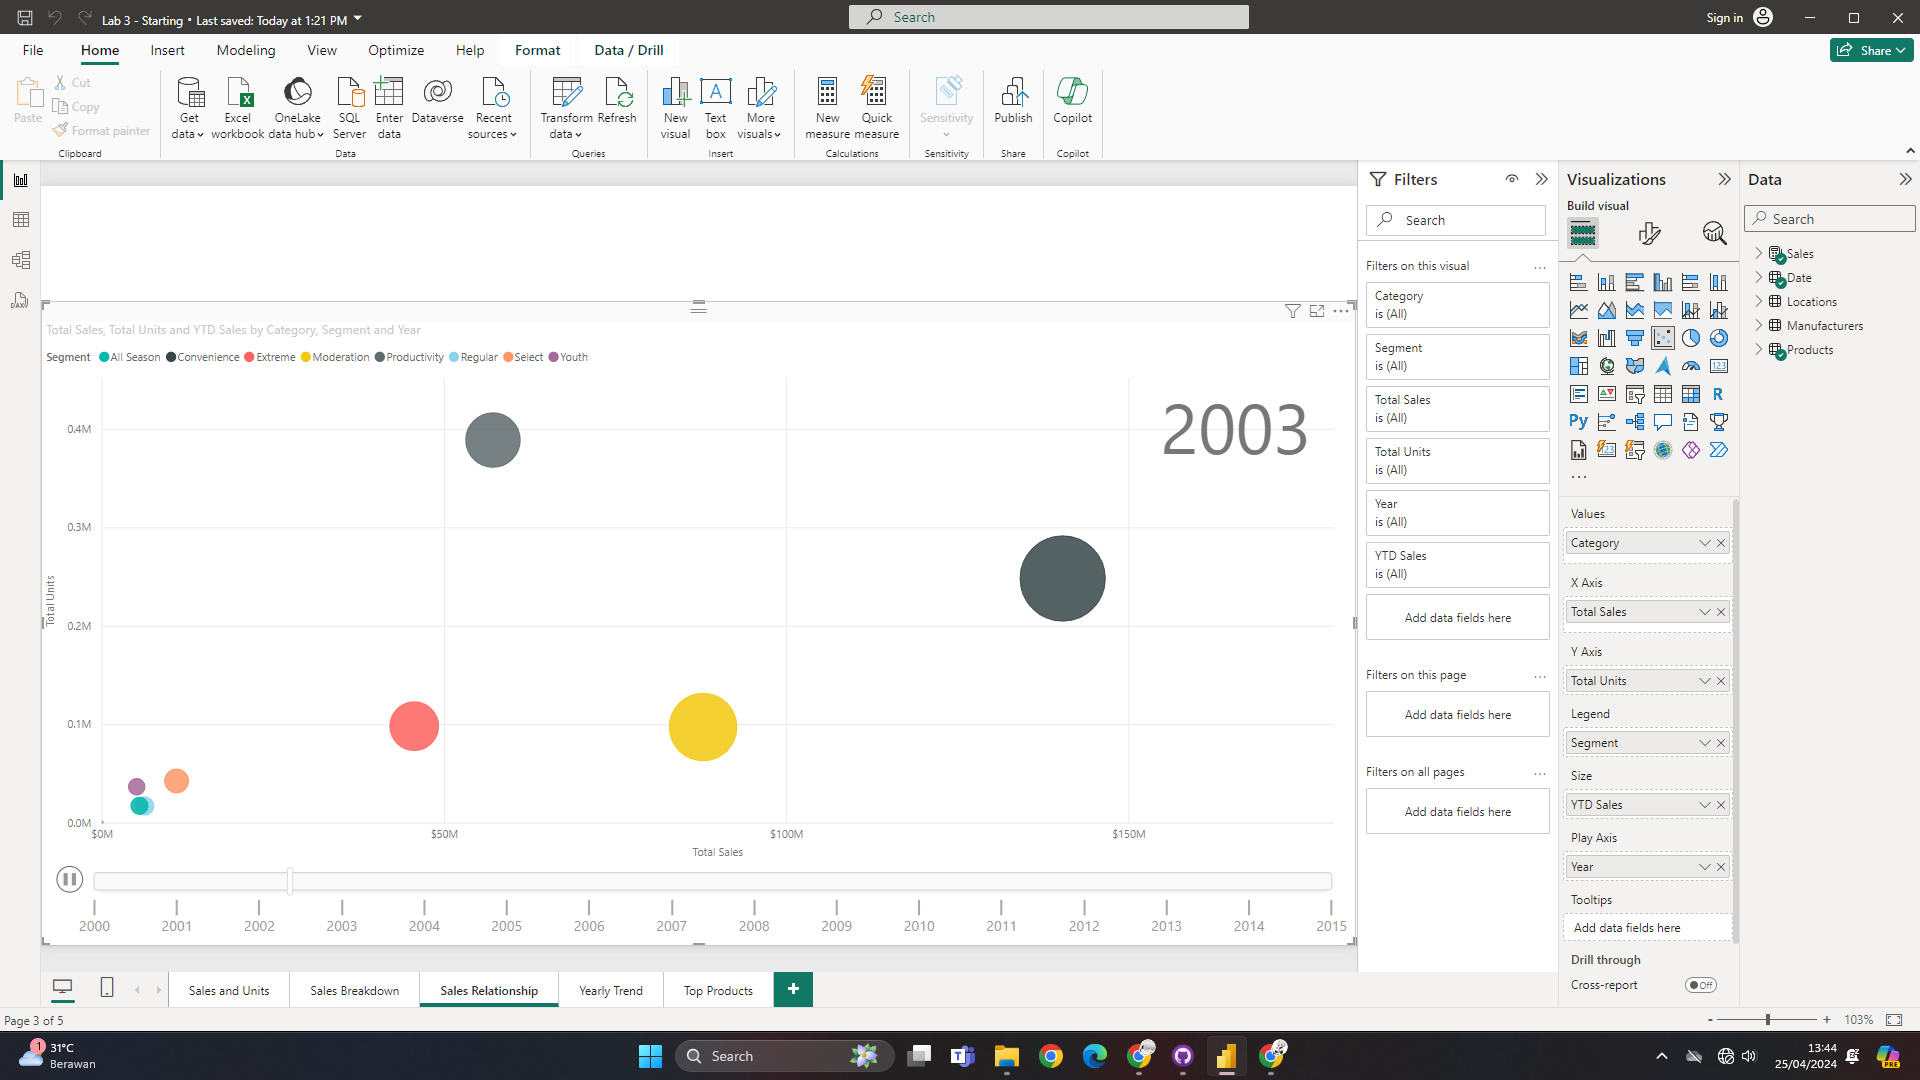 Lab 3 - Starting • Last saved: Today at 1:21 PM
Search
Sign in
File Home Insert Modeling View Optimize Help Format Data / Drill
Share
Paste
Cut
Copy
Format painter
Clipboard
Get data
Excel workbook
OneLake data hub
SQL Server
Enter data
Dataverse
Recent sources
Data
Transform data
Refresh
Queries
New visual
Text box
More visuals
Insert
New measure
Quick measure
Calculations
Sensitivity
Sensitivity
Publish
Share
Copilot
Copilot
DAX
Total Sales, Total Units and YTD Sales by Category, Segment and Year
Segment All Season Convenience Extreme Moderation Productivity Regular Select Youth
2003
0.4M
0.3M
0.2M
0.1M
0.0M
Total Units
$0M $50M $100M $150M
Total Sales
2000 2001 2002 2003 2004 2005 2006 2007 2008 2009 2010 2011 2012 2013 2014 2015
Filters
Search
Filters on this visual
Category
is (All)
Segment
is (All)
Total Sales
is (All)
Total Units
is (All)
Year
is (All)
YTD Sales
is (All)
Add data fields here
Filters on this page
Add data fields here
Filters on all pages
Add data fields here
Visualizations
Build visual
123
R
Py
123
Values
Category
X Axis
Total Sales
Y Axis
Total Units
Legend
Segment
Size
YTD Sales
Play Axis
Year
Tooltips
Add data fields here
Drill through
Cross-report
Off
Data
Search
Sales
Date
Locations
Manufacturers
Products
Sales and Units
Sales Breakdown
Sales Relationship
Yearly Trend
Top Products
+
Page 3 of 5
- + 103%
1
31°C
Berawan
Search
13:44
25/04/2024
PRE